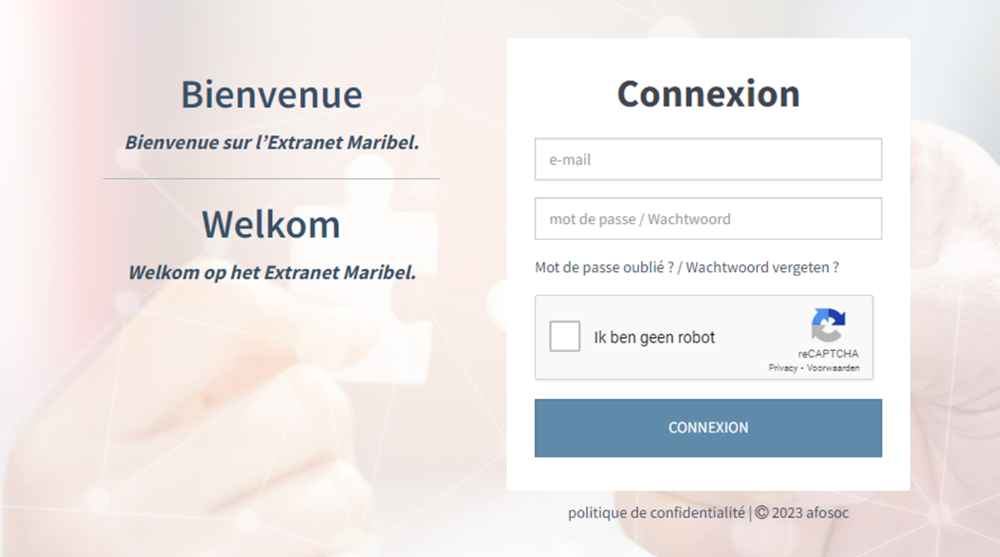 Bienvenue
Bienvenue sur l’Extranet Maribel.
Welkom
Welkom op het Extranet Maribel.
Connexion
e-mail
mot de passe / Wachtwoord
Mot de passe oublié ? / Wachtwoord vergeten ?
Ik ben geen robot
reCAPTCHA
Privacy - Voorwaarden
CONNEXION
politique de confidentialité | © 2023 afosoc